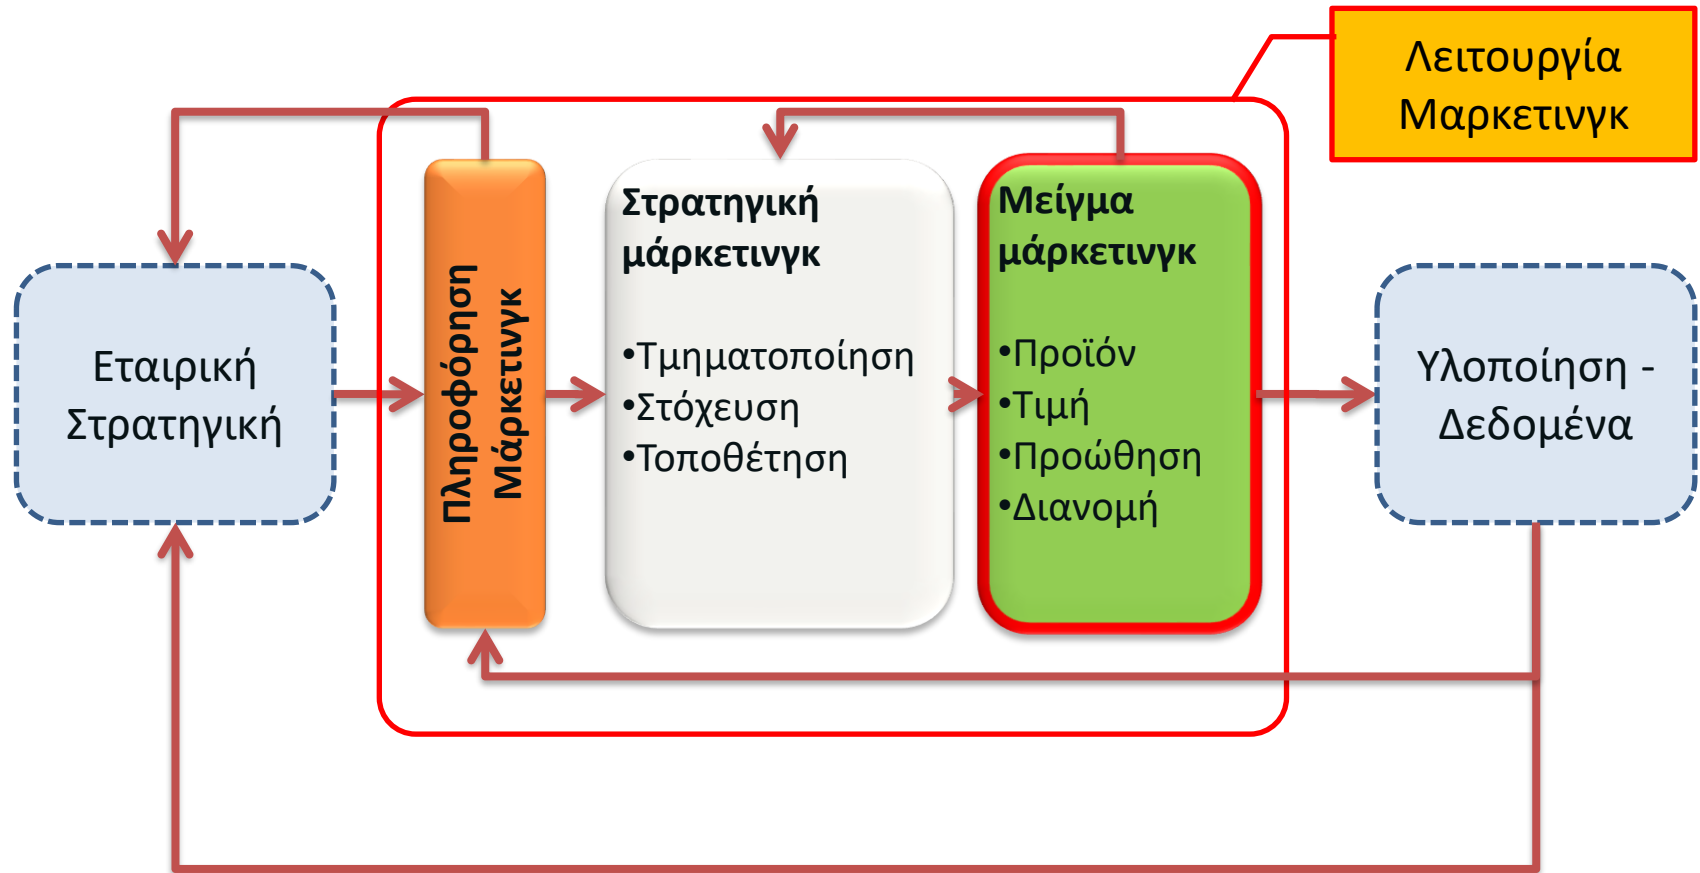 Λειτουργία
Μαρκετινγκ
Εταιρική
Στρατηγική
Πληροφόρηση
Μάρκετινγκ
Στρατηγική
μάρκετινγκ
•Τμηματοποίηση
•Στόχευση
•Τοποθέτηση
Μείγμα
μάρκετινγκ
•Προϊόν
•Τιμή
•Προώθηση
•Διανομή
Υλοποίηση -
Δεδομένα